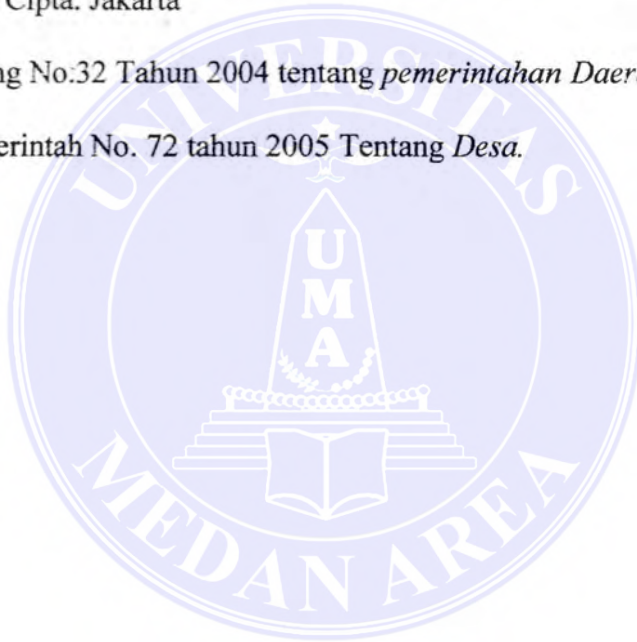 Cipta. Jakarta
ng No:32 Tahun 2004 tentang pemerintahan Daer
erintah No. 72 tahun 2005 Tentang Desa.
UNIVERSITAS
U
M
A
MEDAN AREA